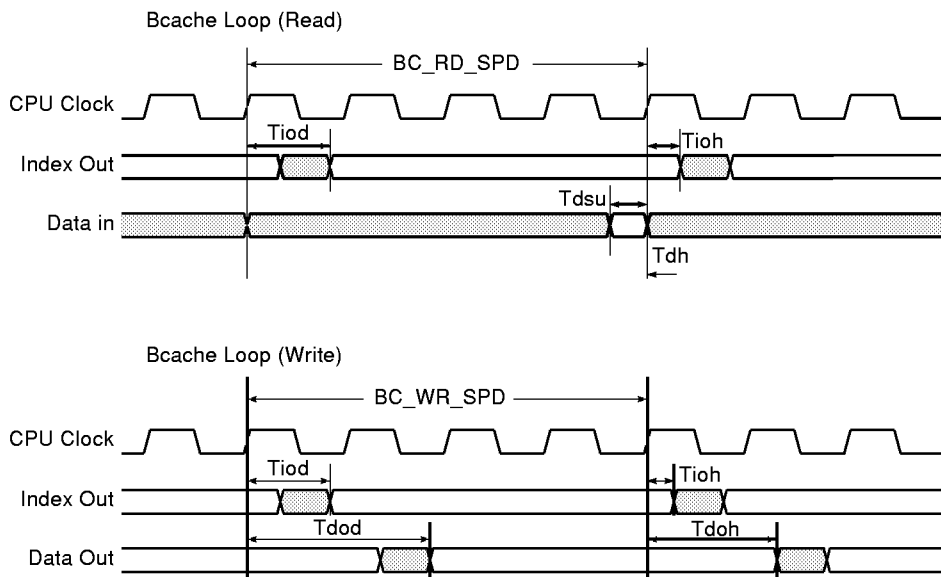 Bcache Loop (Read)
BC_RD_SPD
CPU Clock
Tiod
Tioh
Index Out
Tdsu
Data in
Tdh
Bcache Loop (Write)
BC_WR_SPD
CPU Clock
Tiod
Tioh
Index Out
Tdod
Tdoh
Data Out